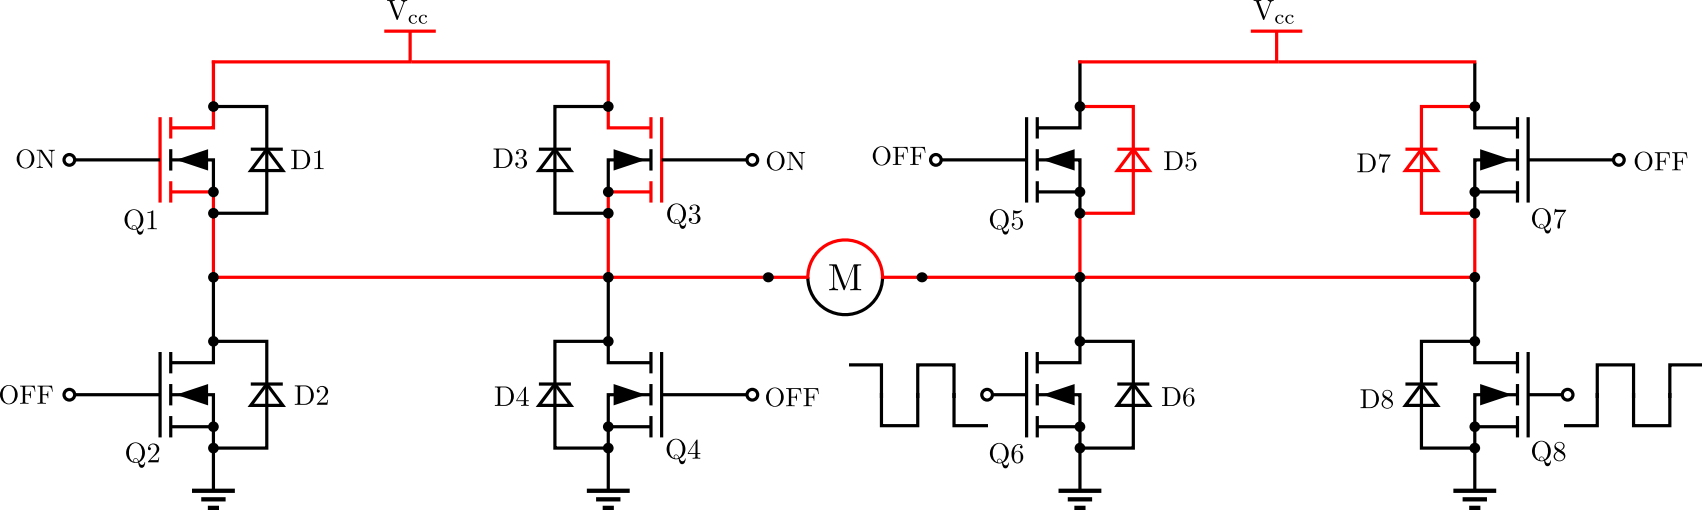 Vcc Vcc
ON D1 D3 ON OFF D5 D7 OFF
Q1 Q3 Q5 Q7
M
OFF D2 D4 OFF D6 D8
Q2 Q4 Q6 Q8